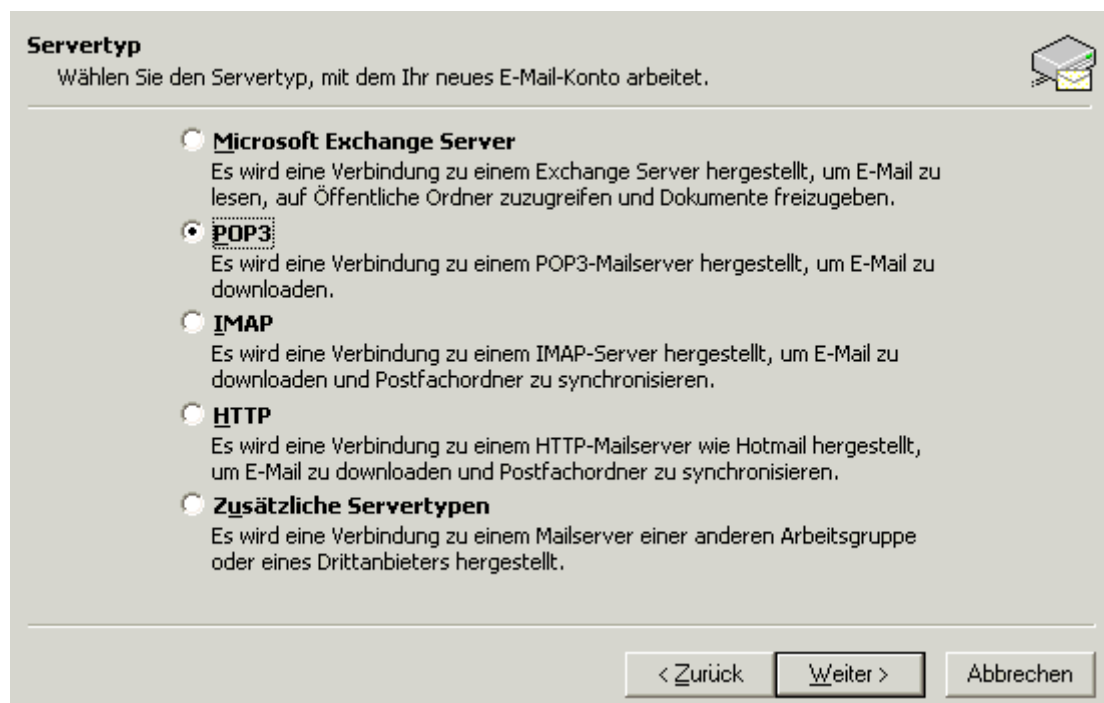 Servertyp
Wählen Sie den Servertyp, mit dem Ihr neues E-Mail-Konto arbeitet.
Microsoft Exchange Server
Es wird eine Verbindung zu einem Exchange Server hergestellt, um E-Mail zu
lesen, auf Öffentliche Ordner zuzugreifen und Dokumente freizugeben.
POP3
Es wird eine Verbindung zu einem POP3-Mailserver hergestellt, um E-Mail zu
downloaden.
IMAP
Es wird eine Verbindung zu einem IMAP-Server hergestellt, um E-Mail zu
downloaden und Postfachordner zu synchronisieren.
HTTP
Es wird eine Verbindung zu einem HTTP-Mailserver wie Hotmail hergestellt,
um E-Mail zu downloaden und Postfachordner zu synchronisieren.
Zusätzliche Servertypen
Es wird eine Verbindung zu einem Mailserver einer anderen Arbeitsgruppe
oder eines Drittanbieters hergestellt.
< Zurück Weiter > Abbrechen